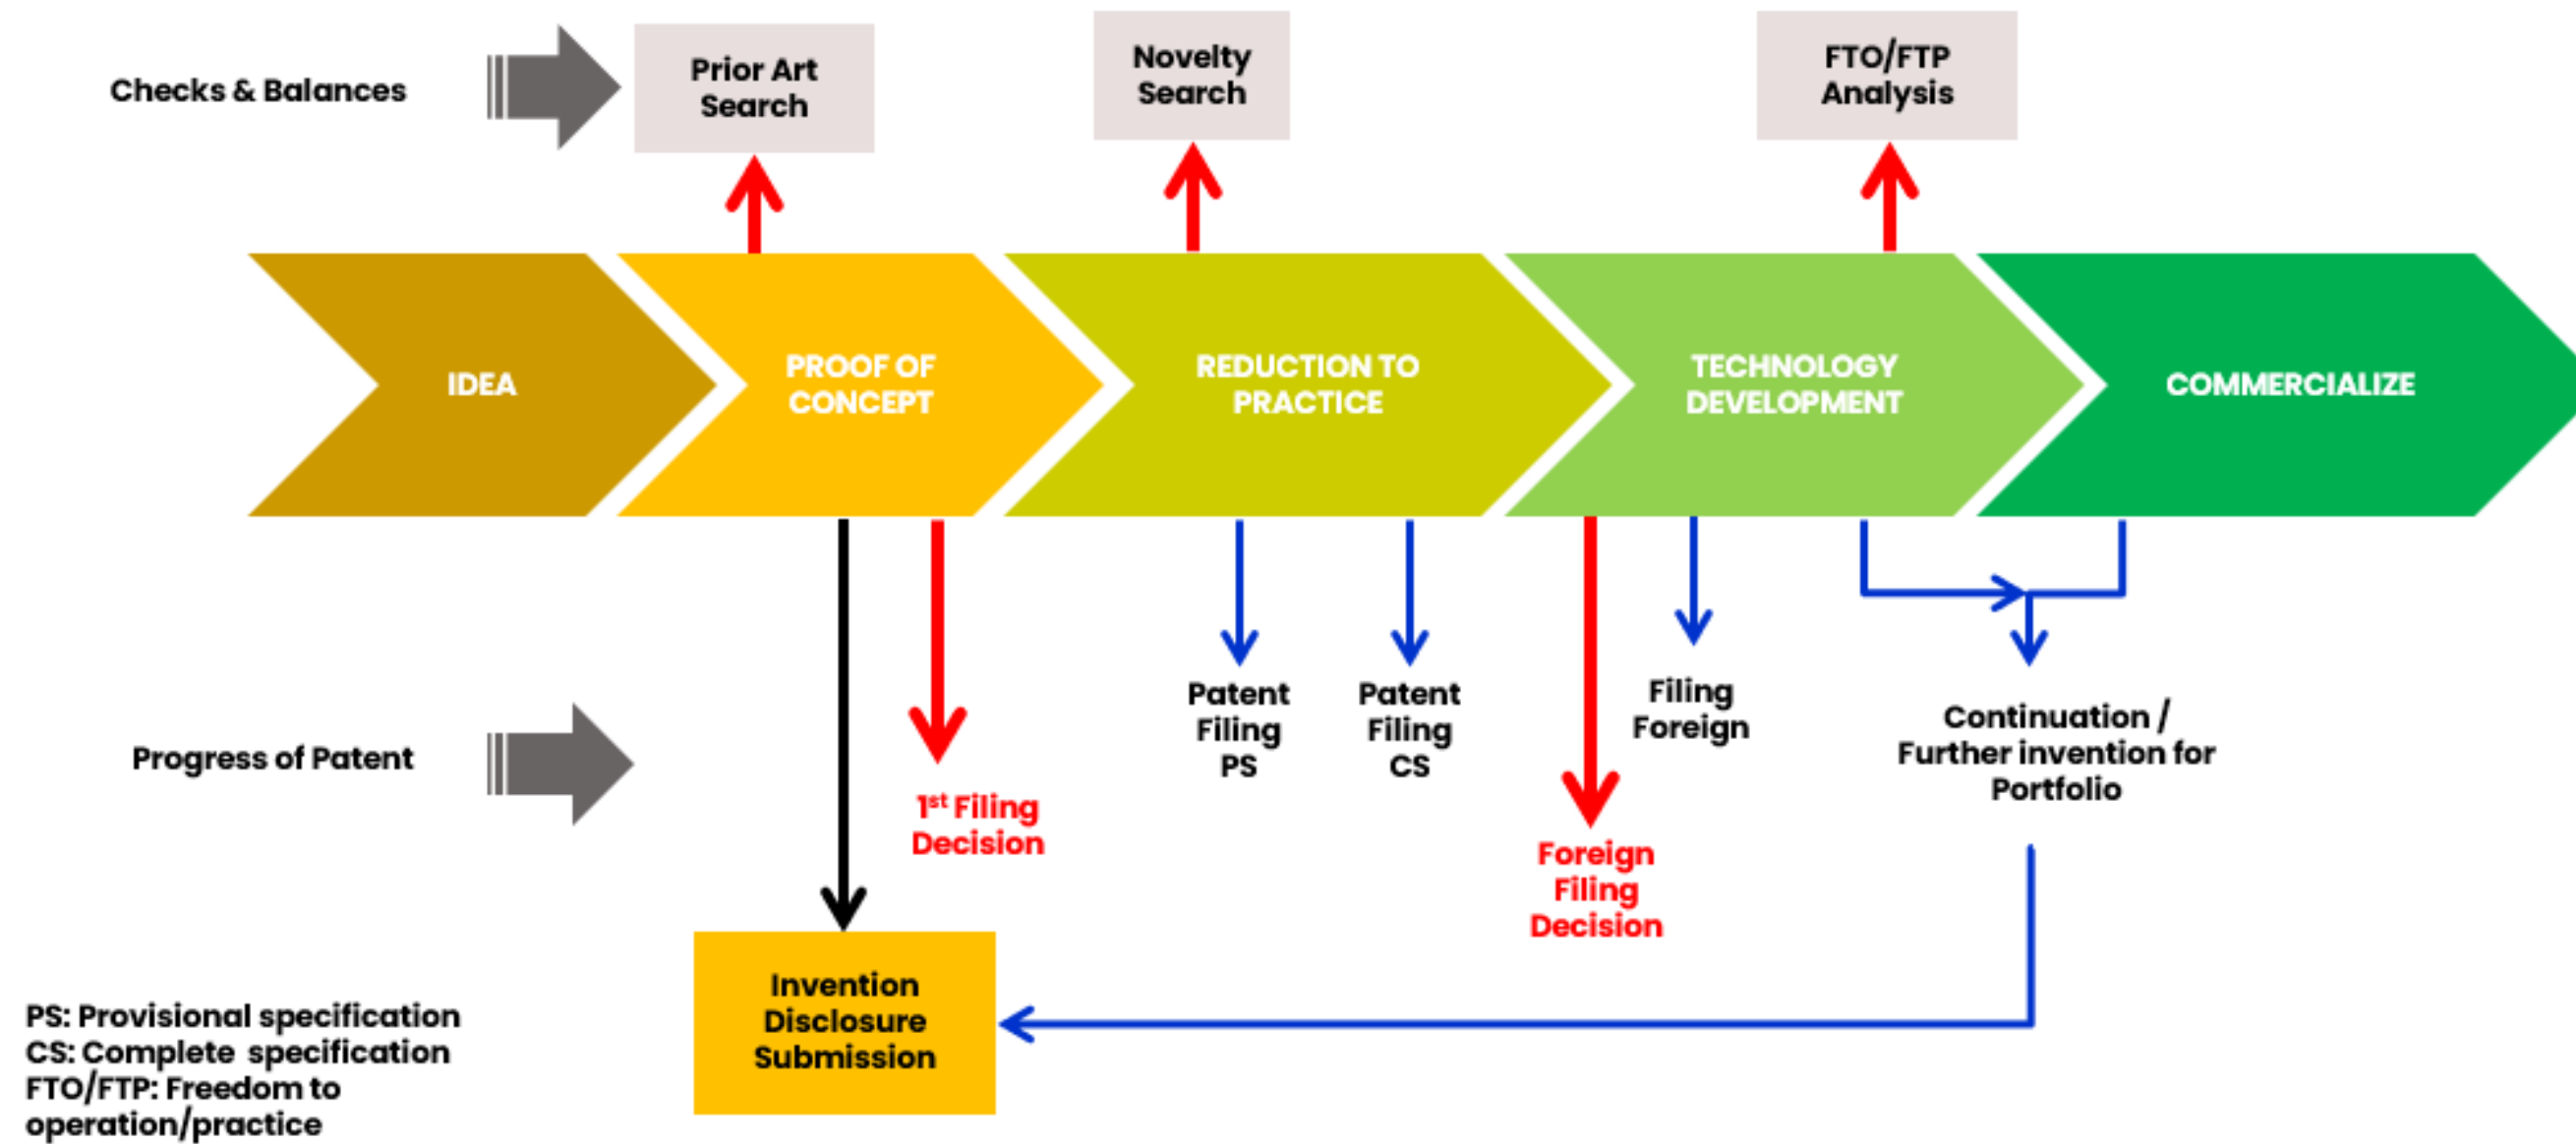 Checks & Balances
Prior Art
Search
Novelty
Search
FTO/FTP
Analysis
IDEA
PROOF OF
CONCEPT
REDUCTION TO
PRACTICE
TECHNOLOGY
DEVELOPMENT
COMMERCIALIZE
Progress of Patent
1st Filing
Decision
Patent
Filing
PS
Patent
Filing
CS
Foreign
Filing
Decision
Filing
Foreign
Continuation /
Further invention for
Portfolio
Invention
Disclosure
Submission
PS: Provisional specification
CS: Complete specification
FTO/FTP: Freedom to
operation/practice